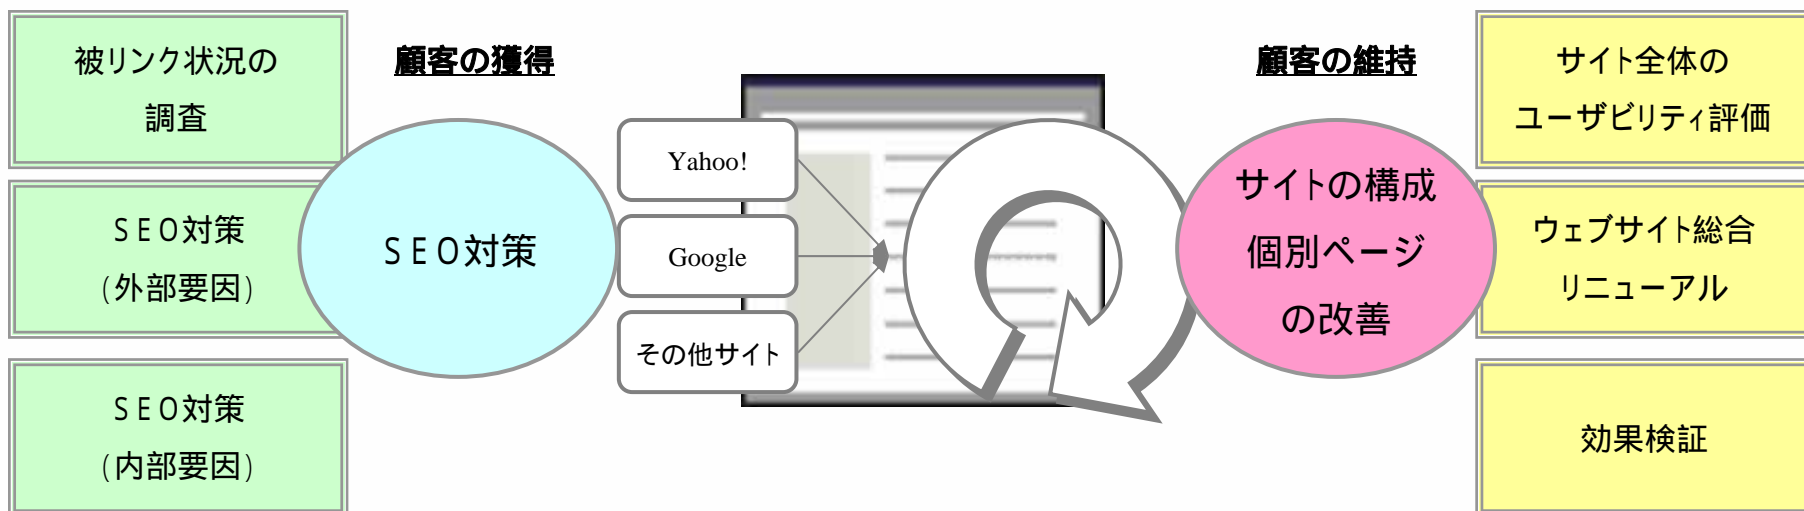 被リンク状況の
調査
SEO対策
(外部要因)
SEO対策
(内部要因)
顧客の獲得
SEO対策
Yahoo!
Google
その他サイト
顧客の維持
サイトの構成
個別ページ
の改善
サイト全体の
ユーザビリティ評価
ウェブサイト総合
リニューアル
効果検証